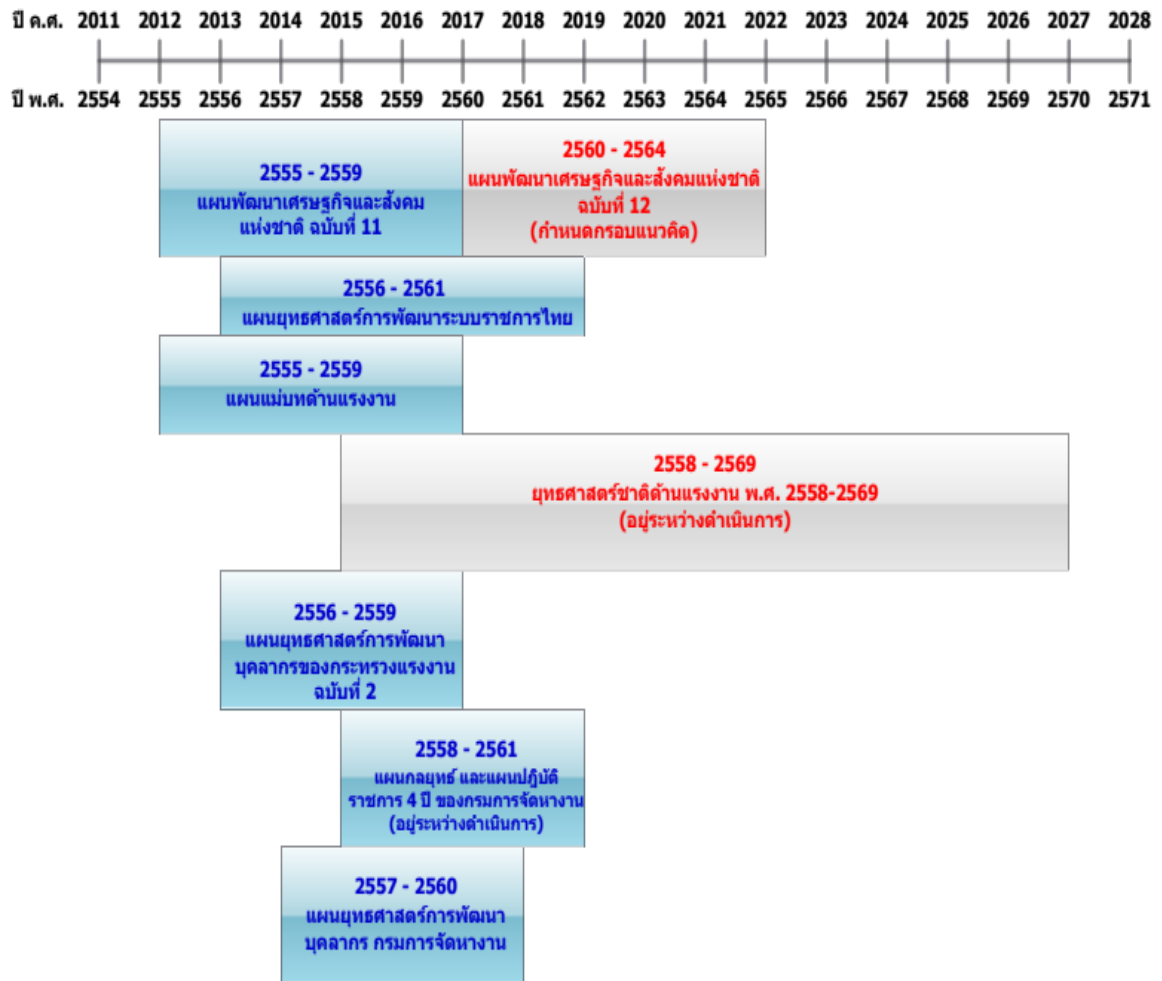 ปี ค.ศ. 2011 2012 2013 2014 2015 2016 2017 2018 2019 2020 2021 2022 2023 2024 2025 2026 2027 2028
ปี พ.ศ. 2554 2555 2556 2557 2558 2559 2560 2561 2562 2563 2564 2565 2566 2567 2568 2569 2570 2571
2555 - 2559
แผนพัฒนาเศรษฐกิจและสังคม
แห่งชาติ ฉบับที่ 11
2560 - 2564
แผนพัฒนาเศรษฐกิจและสังคมแห่งชาติ
ฉบับที่ 12
(กำหนดกรอบแนวคิด)
2556 - 2561
แผนยุทธศาสตร์การพัฒนาระบบราชการไทย
2555 - 2559
แผนแม่บทด้านแรงงาน
2558 - 2569
ยุทธศาสตร์ชาติด้านแรงงาน พ.ศ. 2558-2569
(อยู่ระหว่างดำเนินการ)
2556 - 2559
แผนยุทธศาสตร์การพัฒนา
บุคลากรของกระทรวงแรงงาน
ฉบับที่ 2
2558 - 2561
แผนกลยุทธ์ และแผนปฏิบัติ
ราชการ 4 ปี ของกรมการจัดหางาน
(อยู่ระหว่างดำเนินการ)
2557 - 2560
แผนยุทธศาสตร์การพัฒนา
บุคลากร กรมการจัดหางาน